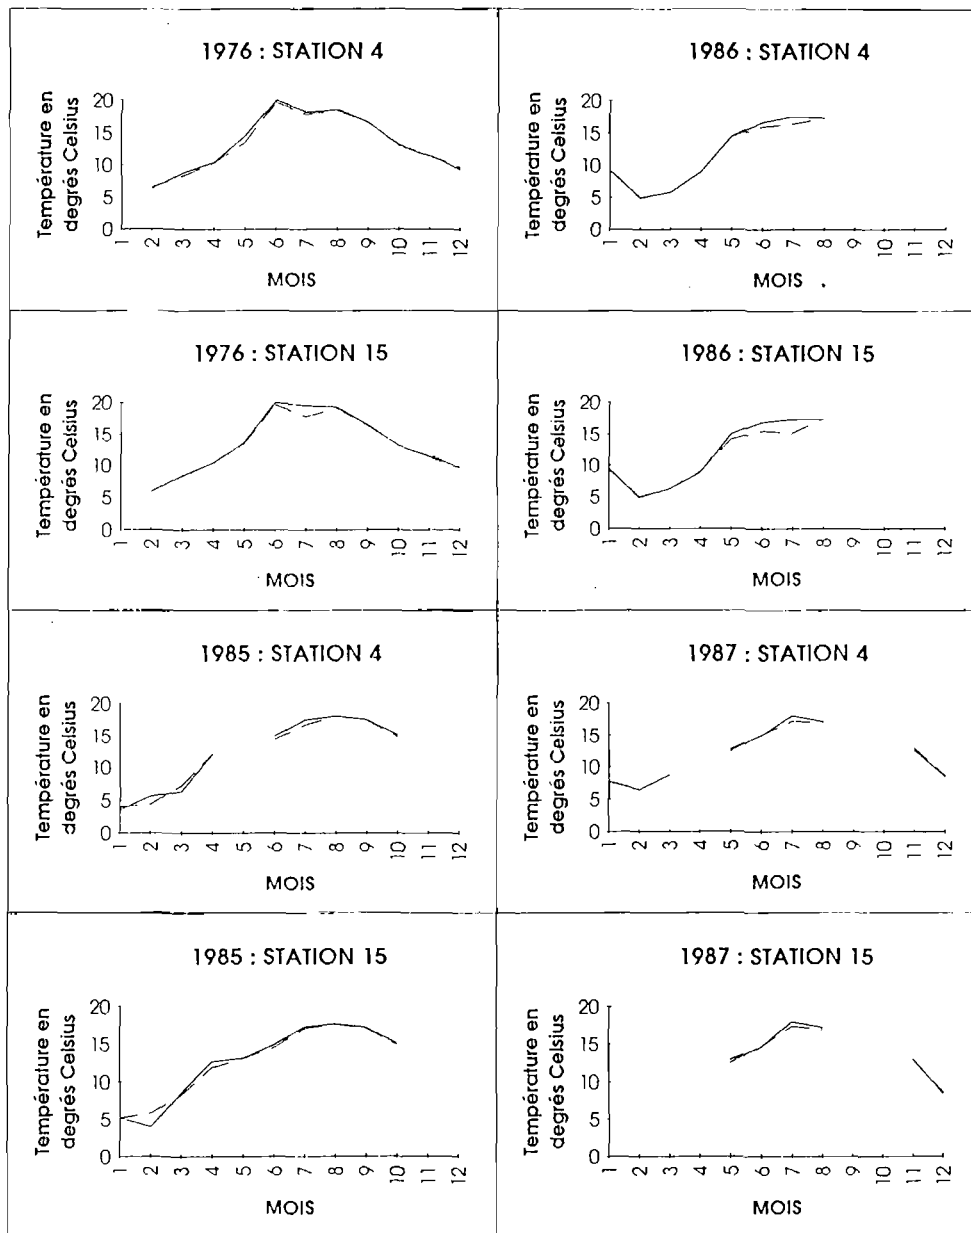 1976 : STATION 4
Température en
degrés Celsius
20
15
10
5
0
1 2 3 4 5 6 7 8 9 10 11 12
MOIS
1986 : STATION 4
Température en
degrés Celsius
20
15
10
5
0
1 2 3 4 5 6 7 8 9 10 11 12
MOIS
1976 : STATION 15
Température en
degrés Celsius
20
15
10
5
0
1 2 3 4 5 6 7 8 9 10 11 12
MOIS
1986 : STATION 15
Température en
degrés Celsius
20
15
10
5
0
1 2 3 4 5 6 7 8 9 10 11 12
MOIS
1985 : STATION 4
Température en
degrés Celsius
20
15
10
5
0
1 2 3 4 5 6 7 8 9 10 11 12
MOIS
1987 : STATION 4
Température en
degrés Celsius
20
15
10
5
0
1 2 3 4 5 6 7 8 9 10 11 12
MOIS
1985 : STATION 15
Température en
degrés Celsius
20
15
10
5
0
1 2 3 4 5 6 7 8 9 10 11 12
MOIS
1987 : STATION 15
Température en
degrés Celsius
20
15
10
5
0
1 2 3 4 5 6 7 8 9 10 11 12
MOIS